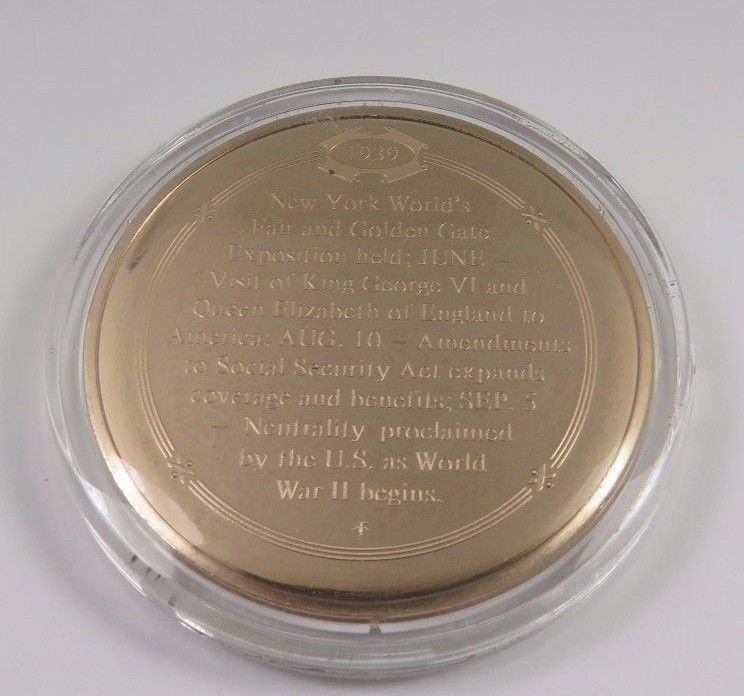 1939
New York World's
Fair and Golden Gate
Exposition held; JUNE –
Visit of King George VI and
Queen Elizabeth of England to
America; AUG. 10 – Amendments
to Social Security Act expands
coverage and benefits; SEP. 5
– Neutrality proclaimed
by the U.S. as World
War II begins.